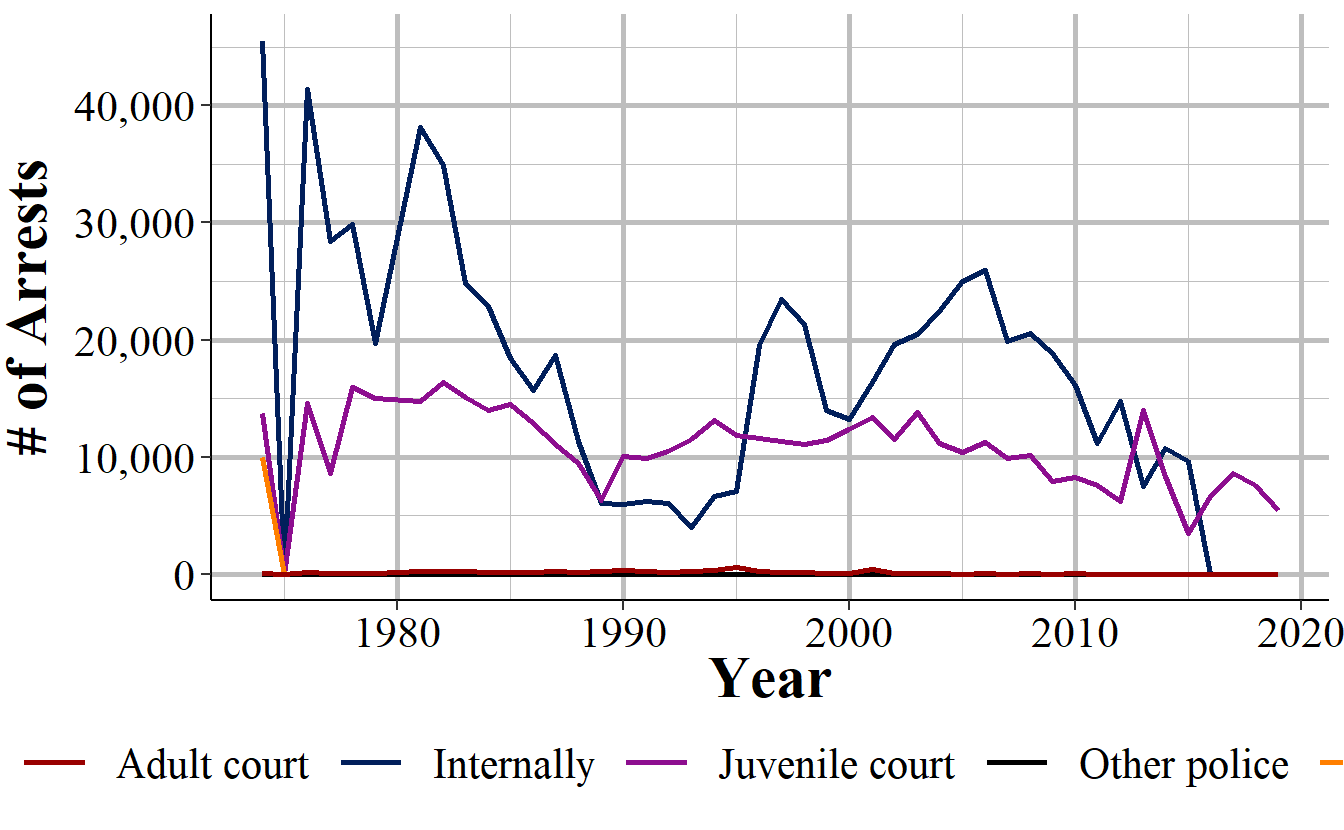 # of Arrests
40,000
30,000
20,000
10,000
0
1980 1990 2000 2010 2020
Year
Adult court Internally Juvenile court Other police